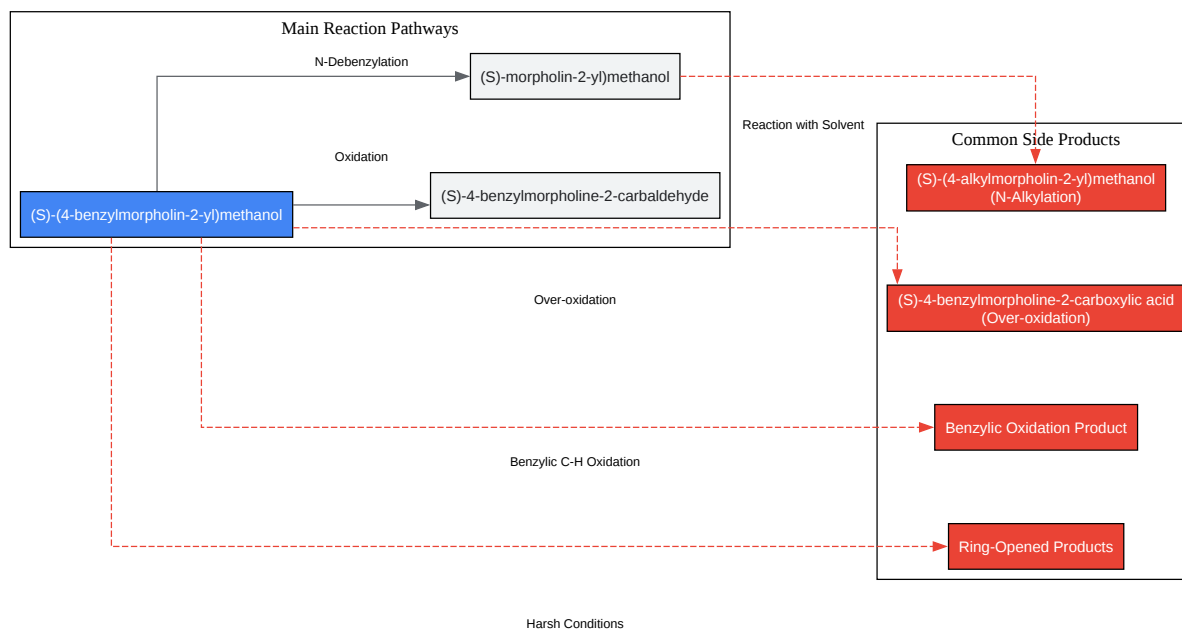 Main Reaction Pathways
N-Debenzylation
(S)-morpholin-2-yl)methanol
Reaction with Solvent
Common Side Products
Oxidation
(S)-4-benzylmorpholine-2-carbaldehyde
(S)-(4-alkylmorpholin-2-yl)methanol
(N-Alkylation)
(S)-(4-benzylmorpholin-2-yl)methanol
Over-oxidation
(S)-4-benzylmorpholine-2-carboxylic acid
(Over-oxidation)
Benzylic Oxidation Product
Benzylic C-H Oxidation
Ring-Opened Products
Harsh Conditions